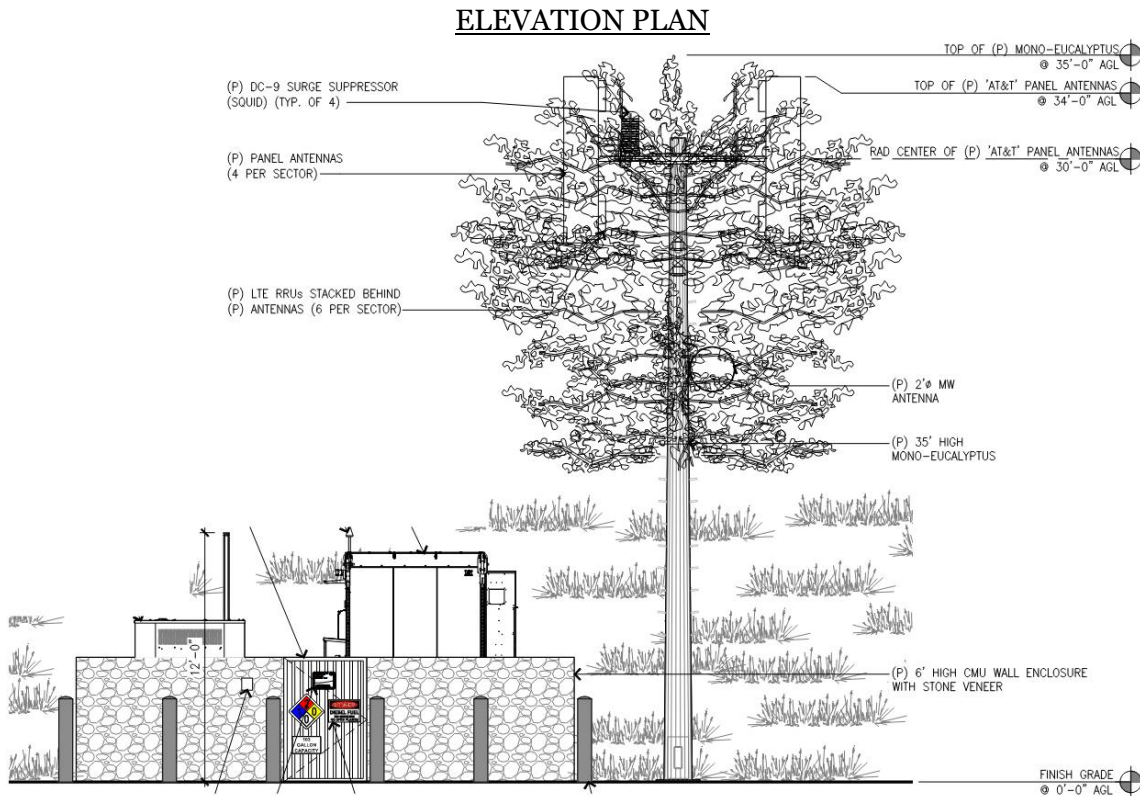 ELEVATION PLAN
TOP OF (P) MONO-EUCALYPTUS
@ 35'-0" AGL
(P) DC-9 SURGE SUPPRESSOR
(SQUID) (TYP. OF 4)
TOP OF (P) 'AT&T' PANEL ANTENNAS
@ 34'-0" AGL
(P) PANEL ANTENNAS
(4 PER SECTOR)
RAD CENTER OF (P) 'AT&T' PANEL ANTENNAS
@ 30'-0" AGL
(P) LTE RRUs STACKED BEHIND
(P) ANTENNAS (6 PER SECTOR)
(P) 2'ø MW
ANTENNA
(P) 35' HIGH
MONO-EUCALYPTUS
12'-0"
(P) 6' HIGH CMU WALL ENCLOSURE
WITH STONE VENEER
2
0
0
DIESEL FUEL
GALLON
CAPACITY
FINISH GRADE
@ 0'-0" AGL